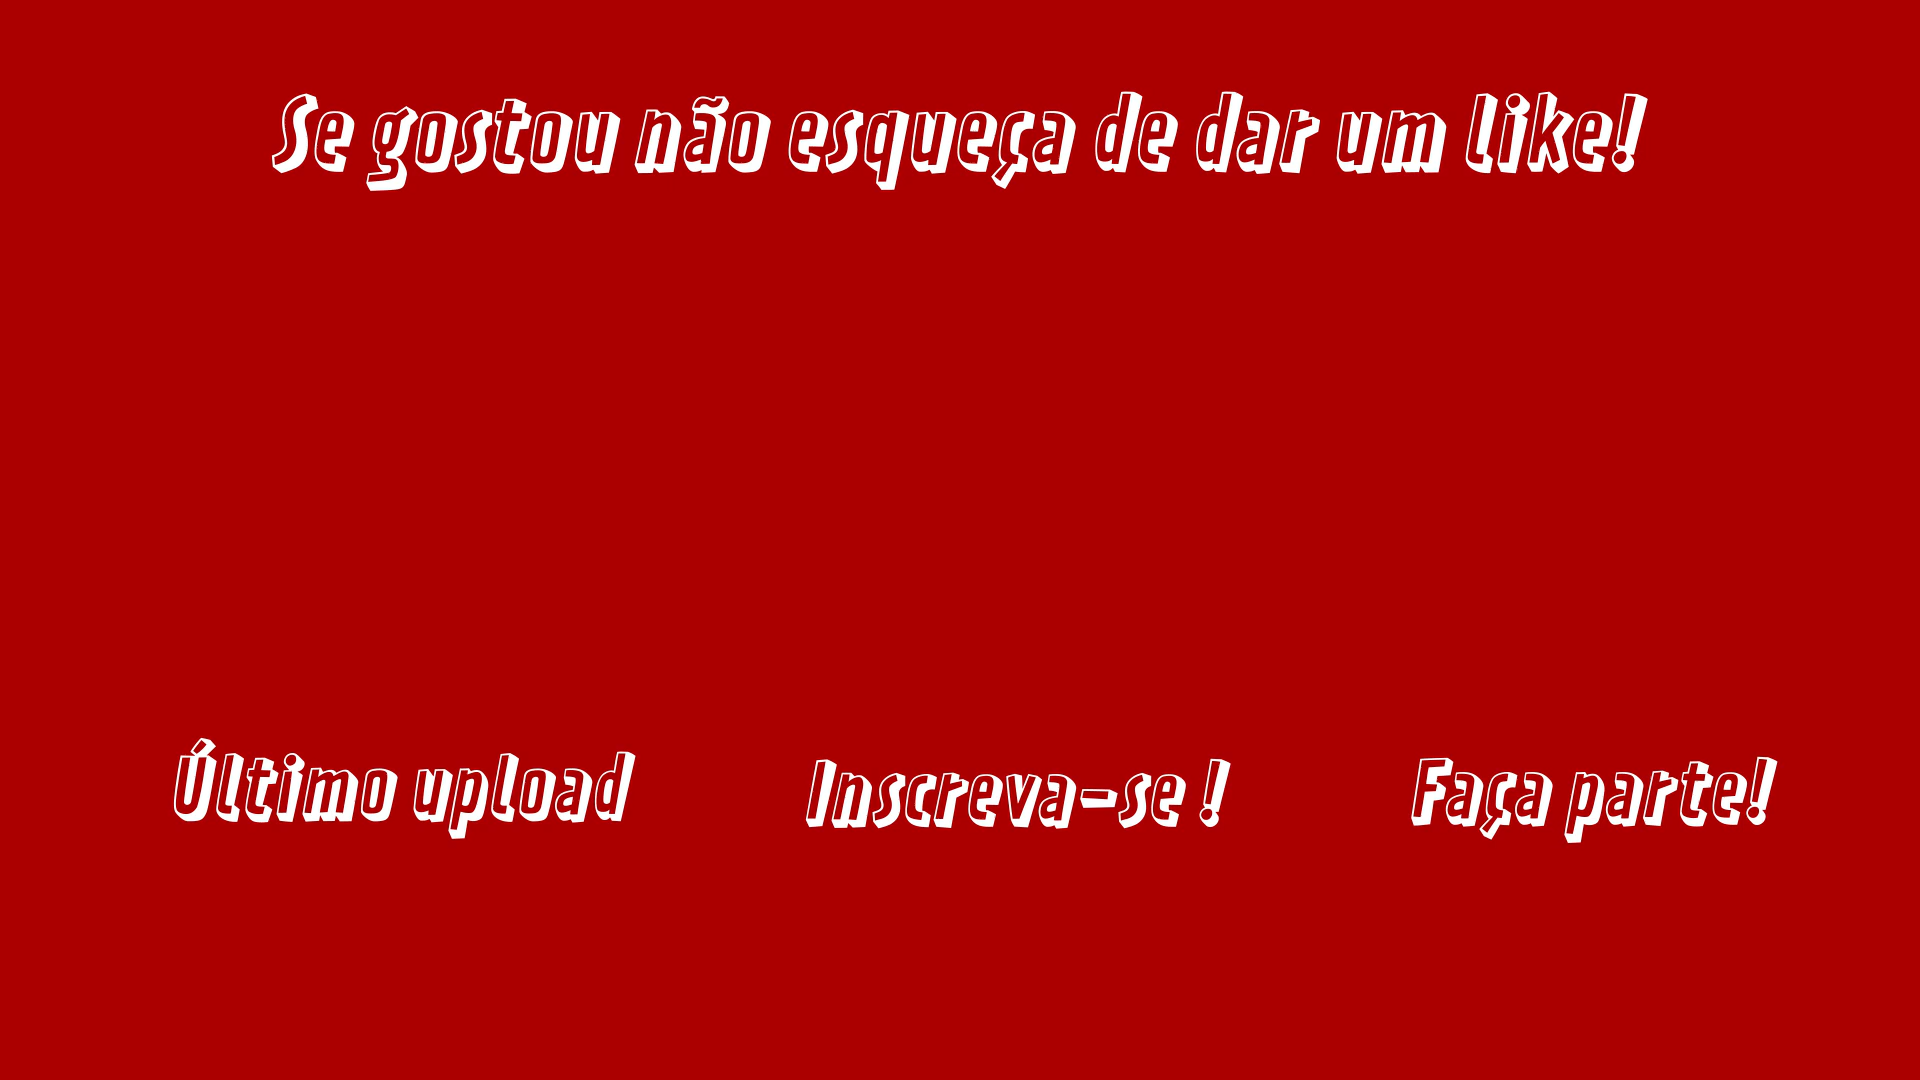 Se gostou não esqueça de dar um like!
Último upload
Inscreva-se !
Faça parte!